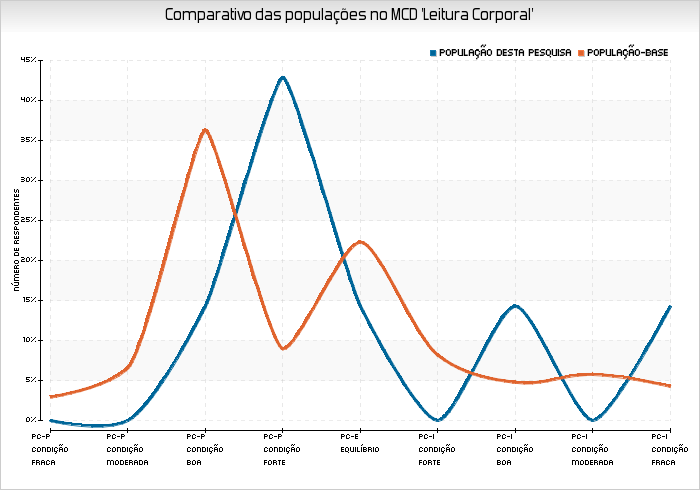 Comparativo das populações no MCD 'Leitura Corporal'
POPULAÇÃO DESTA PESQUISA POPULAÇÃO-BASE
NÚMERO DE RESPONDENTES
45%
40%
35%
30%
25%
20%
15%
10%
5%
0%
PC-P CONDIÇÃO FRACA
PC-P CONDIÇÃO MODERADA
PC-P CONDIÇÃO BOA
PC-P CONDIÇÃO FORTE
PC-E EQUILÍBRIO
PC-I CONDIÇÃO FORTE
PC-I CONDIÇÃO BOA
PC-I CONDIÇÃO MODERADA
PC-I CONDIÇÃO FRACA